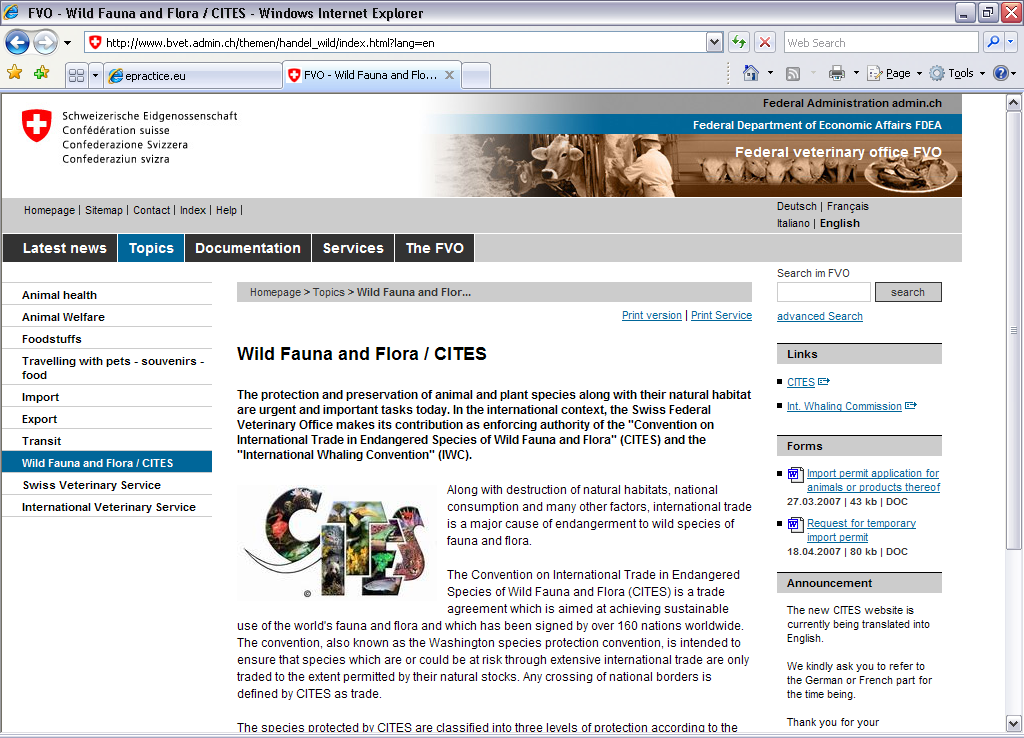 FVO - Wild Fauna and Flora / CITES - Windows Internet Explorer
http://www.bvet.admin.ch/themen/handel_wild/index.html?lang=en
Web Search
epractice.eu
FVO - Wild Fauna and Flo...
Page
Tools
Schweizerische Eidgenossenschaft
Confédération suisse
Confederazione Svizzera
Confederaziun svizra
Federal Administration admin.ch
Federal Department of Economic Affairs FDEA
Federal veterinary office FVO
Homepage | Sitemap | Contact | Index | Help |
Deutsch | Français
Italiano | English
Latest news
Topics
Documentation
Services
The FVO
Animal health
Animal Welfare
Foodstuffs
Travelling with pets - souvenirs -
food
Import
Export
Transit
Wild Fauna and Flora / CITES
Swiss Veterinary Service
International Veterinary Service
Homepage > Topics > Wild Fauna and Flor...
Print version | Print Service
Wild Fauna and Flora / CITES
The protection and preservation of animal and plant species along with their natural habitat
are urgent and important tasks today. In the international context, the Swiss Federal
Veterinary Office makes its contribution as enforcing authority of the "Convention on
International Trade in Endangered Species of Wild Fauna and Flora" (CITES) and the
"International Whaling Convention" (IWC).
CITES
©
Along with destruction of natural habitats, national
consumption and many other factors, international trade
is a major cause of endangerment to wild species of
fauna and flora.
The Convention on International Trade in Endangered
Species of Wild Fauna and Flora (CITES) is a trade
agreement which is aimed at achieving sustainable
use of the world's fauna and flora and which has been signed by over 160 nations worldwide.
The convention, also known as the Washington species protection convention, is intended to
ensure that species which are or could be at risk through extensive international trade are only
traded to the extent permitted by their natural stocks. Any crossing of national borders is
defined by CITES as trade.
The species protected by CITES are classified into three levels of protection according to the
Search im FVO
search
advanced Search
Links
CITES
Int. Whaling Commission
Forms
Import permit application for
animals or products thereof
27.03.2007 | 43 kb | DOC
Request for temporary
import permit
18.04.2007 | 80 kb | DOC
Announcement
The new CITES website is
currently being translated into
English.
We kindly ask you to refer to
the German or French part for
the time being.
Thank you for your